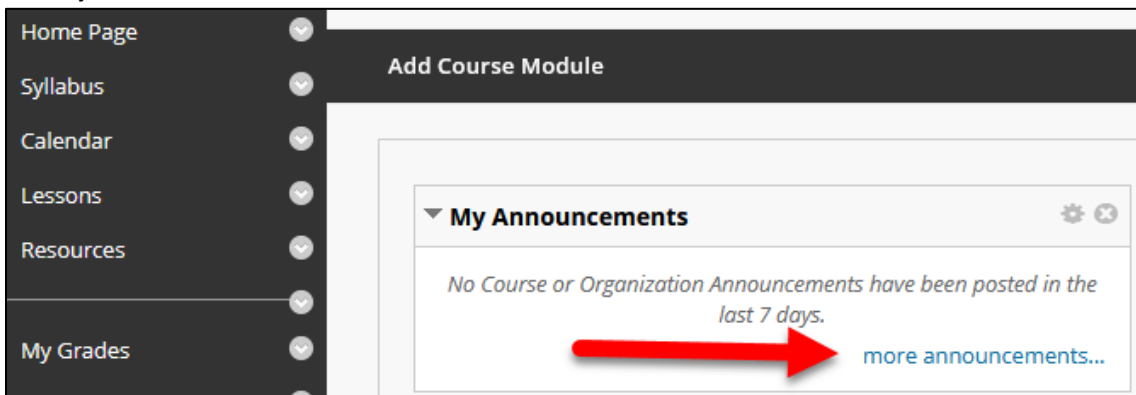 Home Page
Syllabus
Calendar
Lessons
Resources
My Grades
Add Course Module
My Announcements
No Course or Organization Announcements have been posted in the
last 7 days.
more announcements...